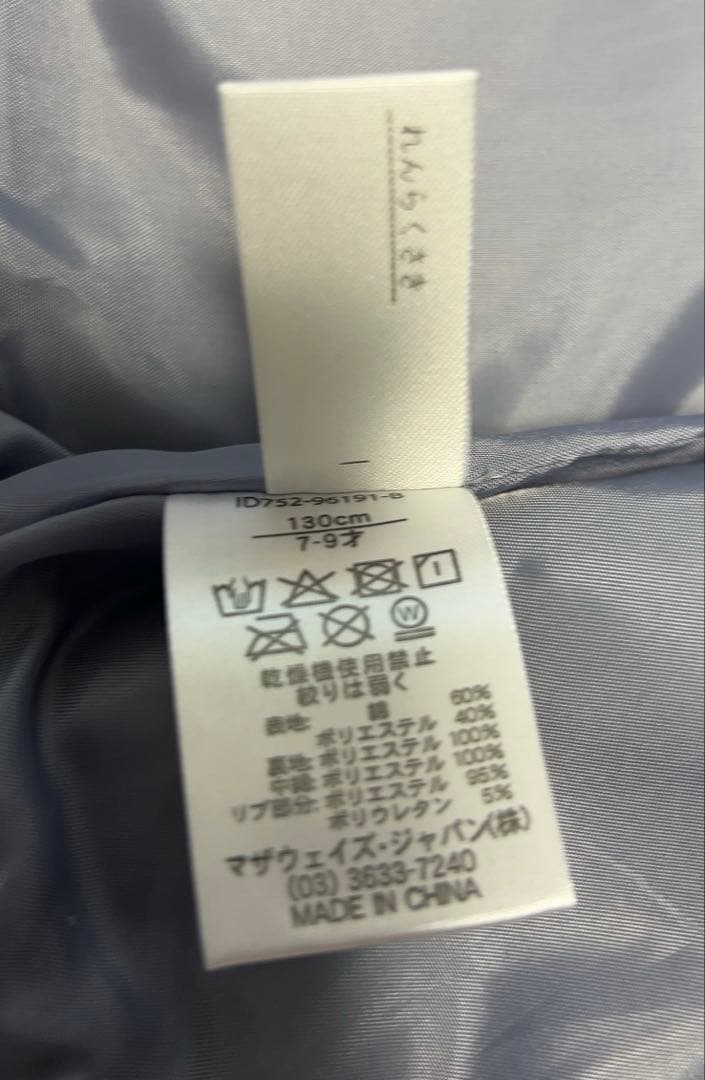 れんらくさき
ID752-96191-B
130cm
7-9才
W
乾燥機使用禁止
絞りは弱く
表地: 綿 60%
ポリエステル 40%
裏地: ポリエステル 100%
中綿: ポリエステル 100%
リブ部分: ポリエステル 95%
ポリウレタン 5%
マザウェイズ・ジャパン(株)
(03) 3633-7240
MADE IN CHINA